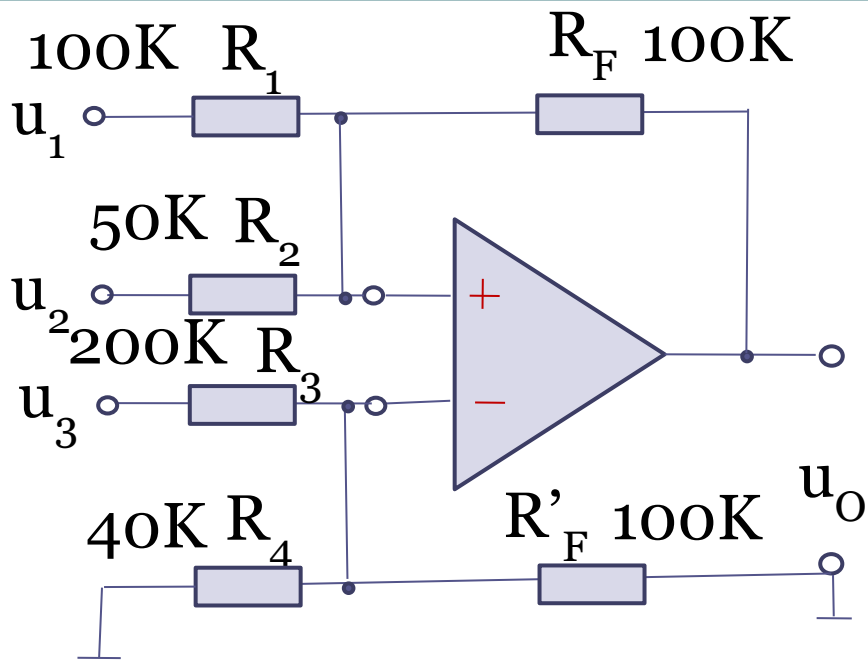 100K R1 RF 100K
u1
50K R2
+
u2
200K R3
−
u3
uO
40K R4 R’F 100K